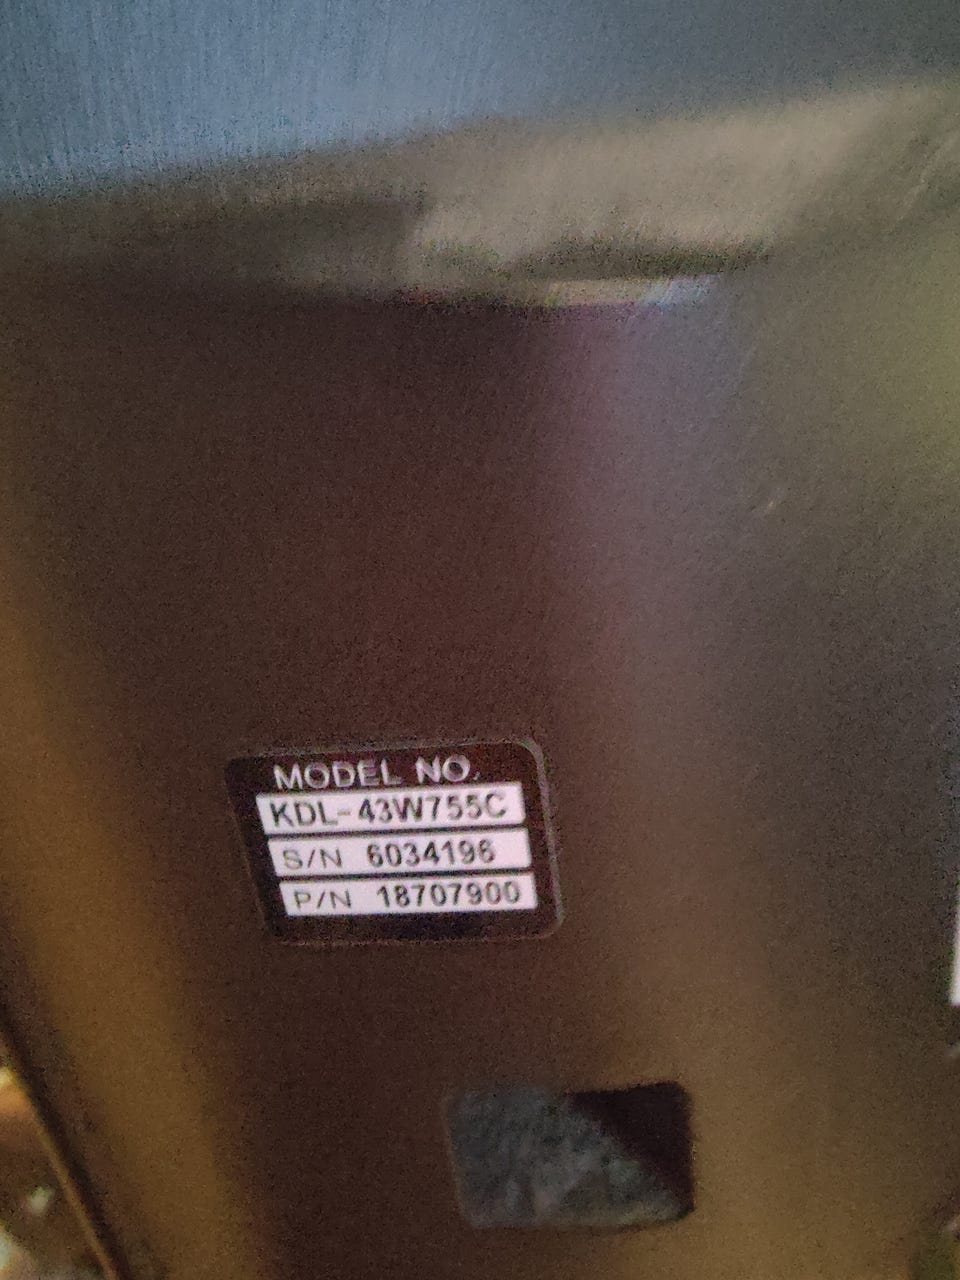 MODEL NO.
KDL-43W755C
S/N 6034196
P/N 18707900